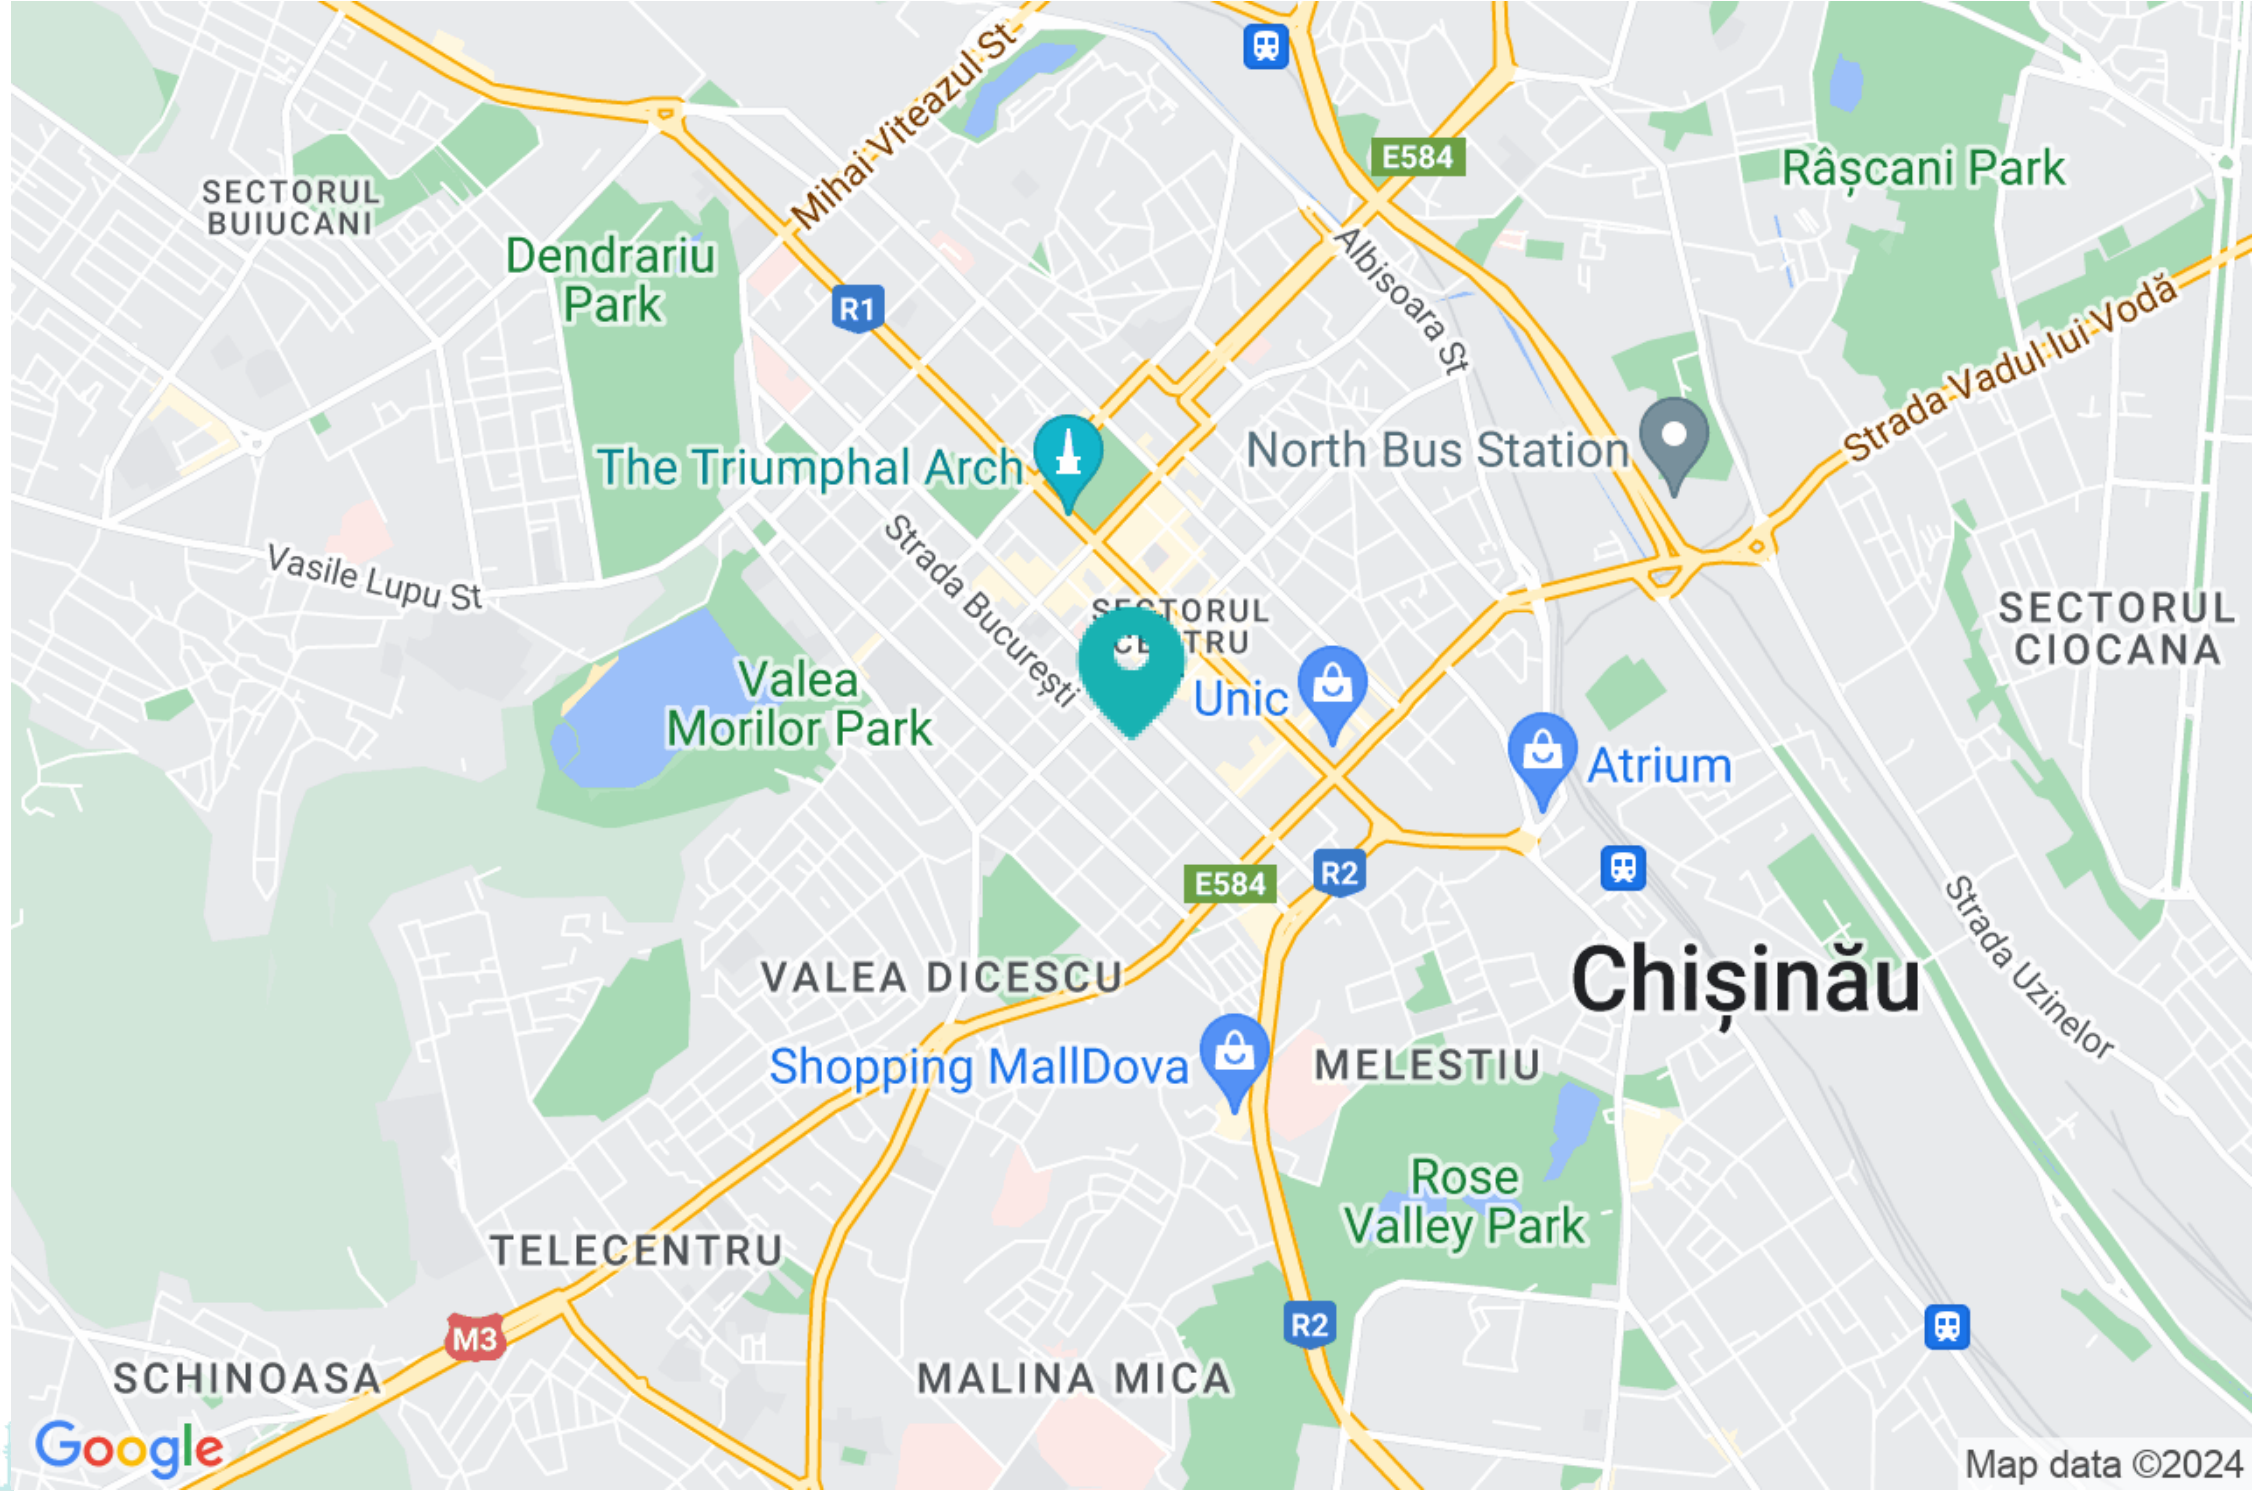 Mihai Viteazul St
E584
Râșcani Park
SECTORUL
BUIUCANI
Dendrariu
Park
R1
Albisoara St
Strada Vadul lui Vodă
The Triumphal Arch
North Bus Station
Strada București
Vasile Lupu St
SECTORUL
CENTRU
SECTORUL
CIOCANA
Valea
Morilor Park
Unic
Atrium
E584
R2
Strada Uzinelor
VALEA DICESCU
Chișinău
Shopping MallDova
MELESTIU
Rose
Valley Park
TELECENTRU
R2
M3
SCHINOASA
MALINA MICA
Google
Map data ©2024